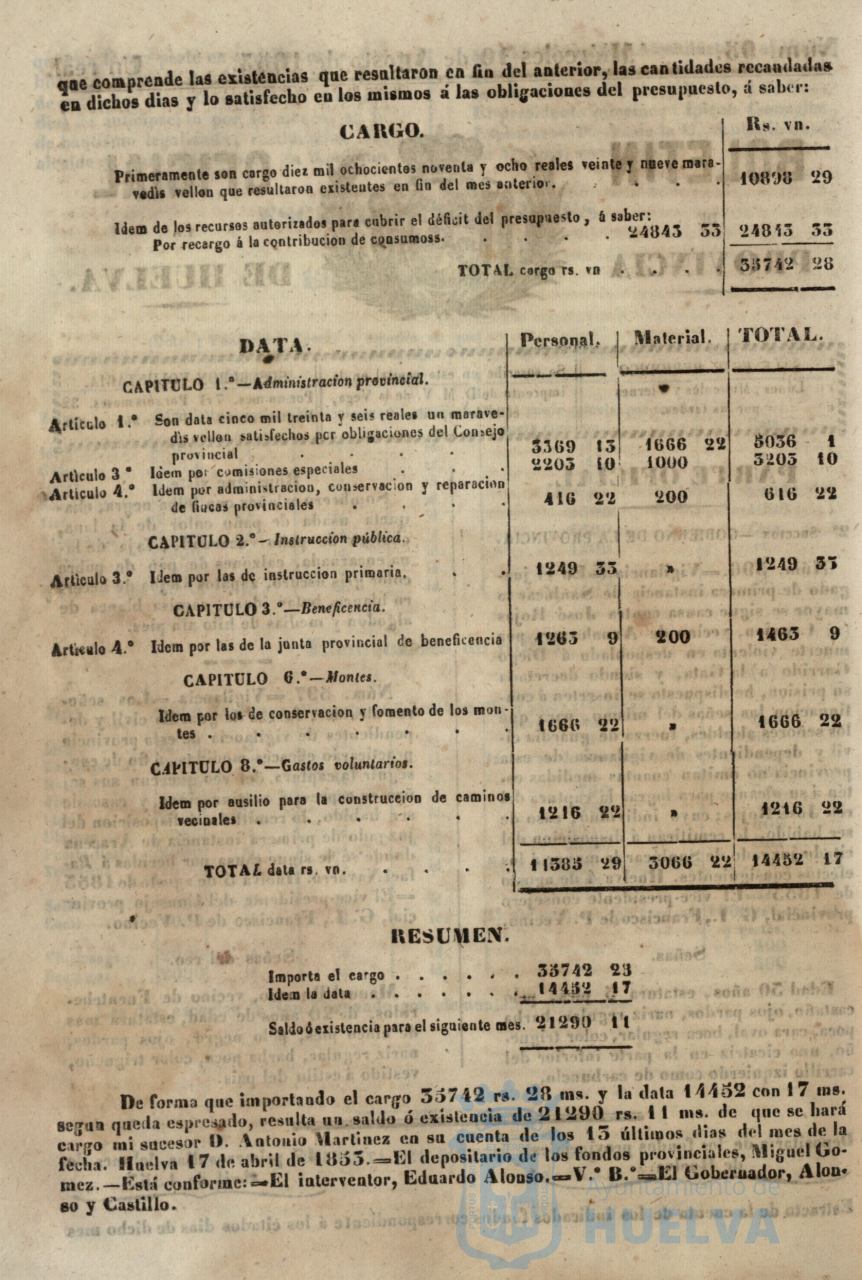 que comprende las existencias que resultaron en fin del anterior, las cantidades recaudadas
en dichos dias y lo satisfecho en los mismos á las obligaciones del presupuesto, á saber:
CARGO.
Rs. vn.
Primeramente son cargo diez mil ochocientos noventa y ocho reales veinte y nueve mara-
vedis vellon que resultaron existentes en fin del mes anterior. . . . 10898 29
Idem de los recursos autorizados para cubrir el déficit del presupuesto, á saber:
Por recargo á la contribucion de consumoss. . . . . 24843 33 24843 33
TOTAL cargo rs. vn . . . . 35742 28
DATA.
Personal. Material. TOTAL.
CAPITULO 1.º—Administracion provincial.
Artículo 1.º Son data cinco mil treinta y seis reales un marave-
dis vellon satisfechos por obligaciones del Consejo
provincial . . . . 3369 13 1666 22 5036 1
Artículo 3º Idem por comisiones especiales . . . 2203 10 1000 3203 10
Artículo 4.º Idem por administracion, conservacion y reparacion
de fincas provinciales . . . . 416 22 200 616 22
CAPITULO 2.º—Instruccion pública.
Artículo 3.º Idem por las de instruccion primaria. . . 1249 33 » 1249 33
CAPITULO 3.º—Beneficencia.
Artículo 4.º Idem por las de la junta provincial de beneficencia 1263 9 200 1463 9
CAPITULO 6.º—Montes.
Idem por los de conservacion y fomento de los mon-
tes . . . . . . . 1666 22 » 1666 22
CAPITULO 8.º—Gastos voluntarios.
Idem por ausilio para la construccion de caminos
vecinales . . . . . . 1216 22 » 1216 22
TOTAL data rs. vn. . . . . 11385 29 3066 22 14452 17
RESUMEN.
Importa el cargo . . . . . . 35742 28
Idem la data . . . . . . . 14452 17
Saldo ó existencia para el siguiente mes. 21290 11
De forma que importando el cargo 35742 rs. 28 ms. y la data 14452 con 17 ms.
segun queda espresado, resulta un saldo ó existencia de 21290 rs. 11 ms. de que se hará
cargo mi sucesor D. Antonio Martinez en su cuenta de los 13 últimos dias del mes de la
fecha. Huelva 17 de abril de 1853.=El depositario de los fondos provinciales, Miguel Go-
mez.—Está conforme:=El interventor, Eduardo Alonso.=V.º B.º=El Gobernador, Alon-
so y Castillo.
Ayuntamiento de
HUELVA